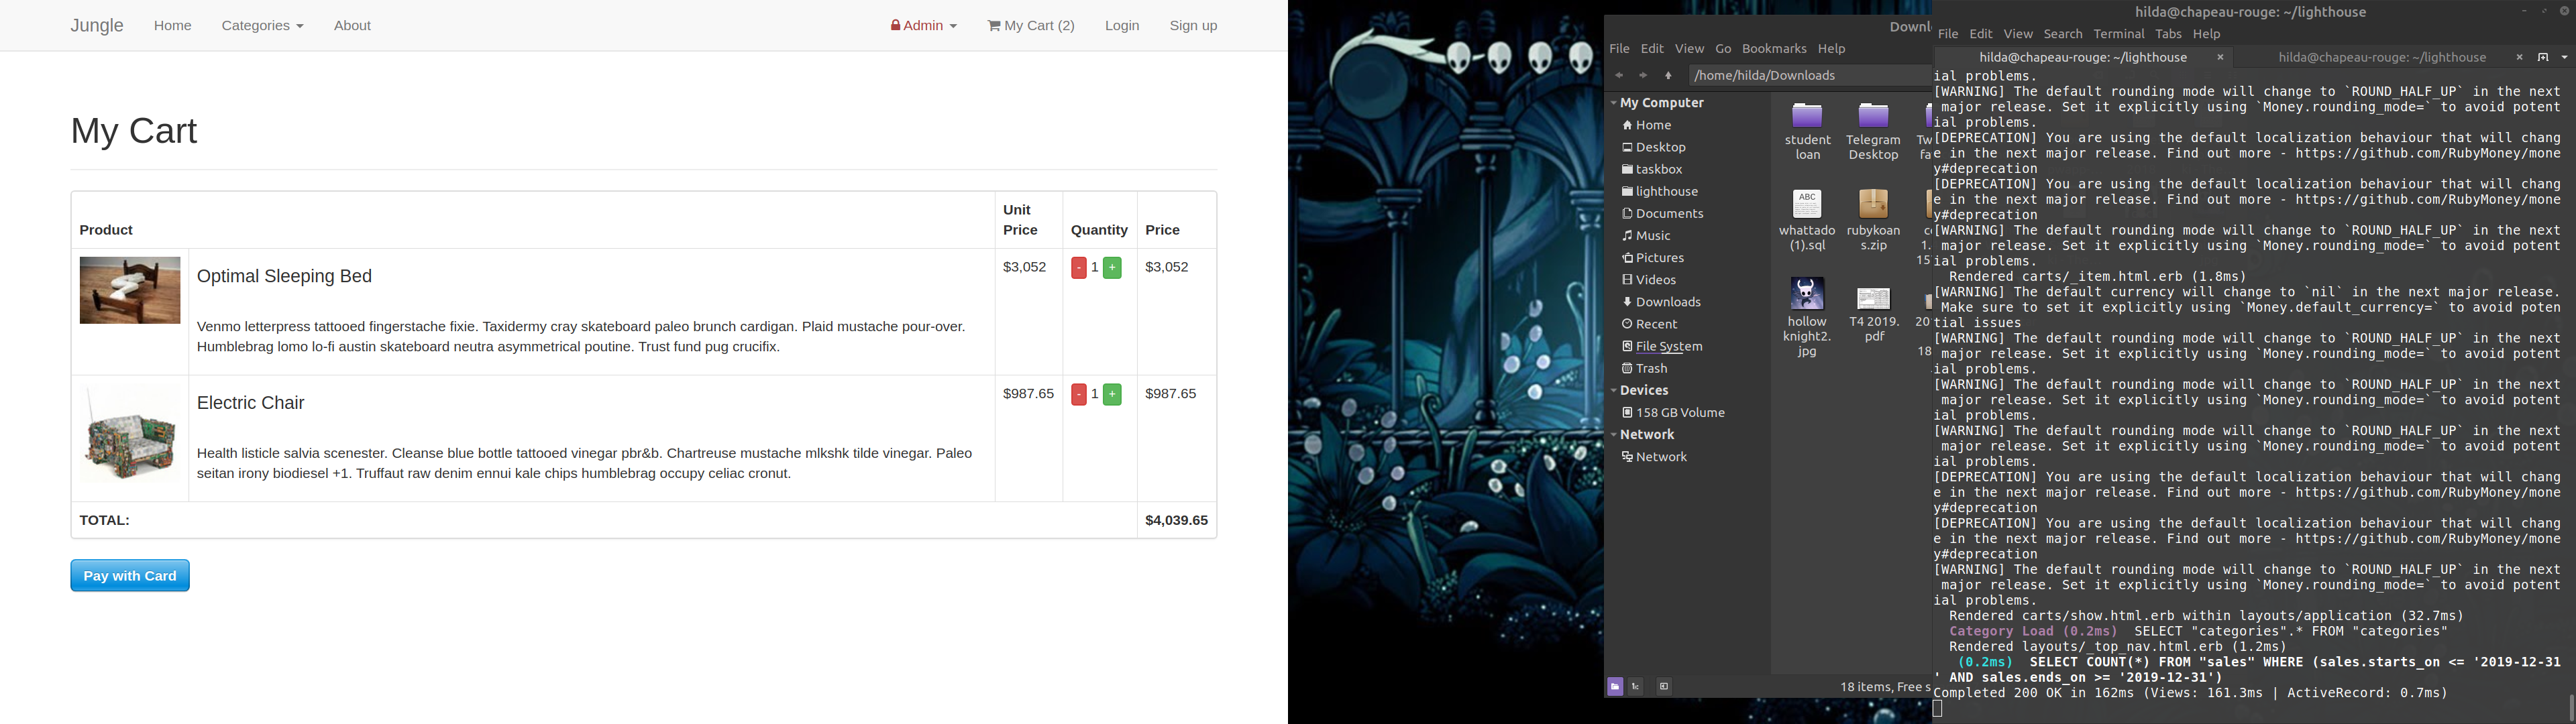 Jungle Home Categories About Admin My Cart (2) Login Sign up
My Cart
Product Unit Price Quantity Price
Optimal Sleeping Bed $3,052 - 1 + $3,052
Venmo letterpress tattooed fingerstache fixie. Taxidermy cray skateboard paleo brunch cardigan. Plaid mustache pour-over.
Humblebrag lomo lo-fi austin skateboard neutra asymmetrical poutine. Trust fund pug crucifix.
Electric Chair $987.65 - 1 + $987.65
Health listicle salvia scenester. Cleanse blue bottle tattooed vinegar pbr&b. Chartreuse mustache mlkshk tilde vinegar. Paleo
seitan irony biodiesel +1. Truffaut raw denim ennui kale chips humblebrag occupy celiac cronut.
TOTAL: $4,039.65
Pay with Card
Downl
File Edit View Go Bookmarks Help
/home/hilda/Downloads
My Computer
Home
Desktop
taskbox
lighthouse
Documents
Music
Pictures
Videos
Downloads
Recent
File System
Trash
Devices
158 GB Volume
Network
Network
student
loan
Telegram
Desktop
Tw
fa
ABC
whattado
(1).sql
rubykoan
s.zip
co
1.
15
hollow
knight2.
jpg
T4 2019.
pdf
20
18
18 items, Free s
hilda@chapeau-rouge: ~/lighthouse
File Edit View Search Terminal Tabs Help
hilda@chapeau-rouge: ~/lighthouse hilda@chapeau-rouge: ~/lighthouse
ial problems.
[WARNING] The default rounding mode will change to `ROUND_HALF_UP` in the next
major release. Set it explicitly using `Money.rounding_mode=` to avoid potent
ial problems.
[DEPRECATION] You are using the default localization behaviour that will chang
e in the next major release. Find out more - https://github.com/RubyMoney/mone
y#deprecation
[DEPRECATION] You are using the default localization behaviour that will chang
e in the next major release. Find out more - https://github.com/RubyMoney/mone
y#deprecation
[WARNING] The default rounding mode will change to `ROUND_HALF_UP` in the next
major release. Set it explicitly using `Money.rounding_mode=` to avoid potent
ial problems.
Rendered carts/_item.html.erb (1.8ms)
[WARNING] The default currency will change to `nil` in the next major release.
Make sure to set it explicitly using `Money.default_currency=` to avoid poten
tial issues
[WARNING] The default rounding mode will change to `ROUND_HALF_UP` in the next
major release. Set it explicitly using `Money.rounding_mode=` to avoid potent
ial problems.
[WARNING] The default rounding mode will change to `ROUND_HALF_UP` in the next
major release. Set it explicitly using `Money.rounding_mode=` to avoid potent
ial problems.
[WARNING] The default rounding mode will change to `ROUND_HALF_UP` in the next
major release. Set it explicitly using `Money.rounding_mode=` to avoid potent
ial problems.
[DEPRECATION] You are using the default localization behaviour that will chang
e in the next major release. Find out more - https://github.com/RubyMoney/mone
y#deprecation
[DEPRECATION] You are using the default localization behaviour that will chang
e in the next major release. Find out more - https://github.com/RubyMoney/mone
y#deprecation
[WARNING] The default rounding mode will change to `ROUND_HALF_UP` in the next
major release. Set it explicitly using `Money.rounding_mode=` to avoid potent
ial problems.
Rendered carts/show.html.erb within layouts/application (32.7ms)
Category Load (0.2ms) SELECT "categories".* FROM "categories"
Rendered layouts/_top_nav.html.erb (1.2ms)
(0.2ms) SELECT COUNT(*) FROM "sales" WHERE (sales.starts_on <= '2019-12-31
' AND sales.ends_on >= '2019-12-31')
Completed 200 OK in 162ms (Views: 161.3ms | ActiveRecord: 0.7ms)